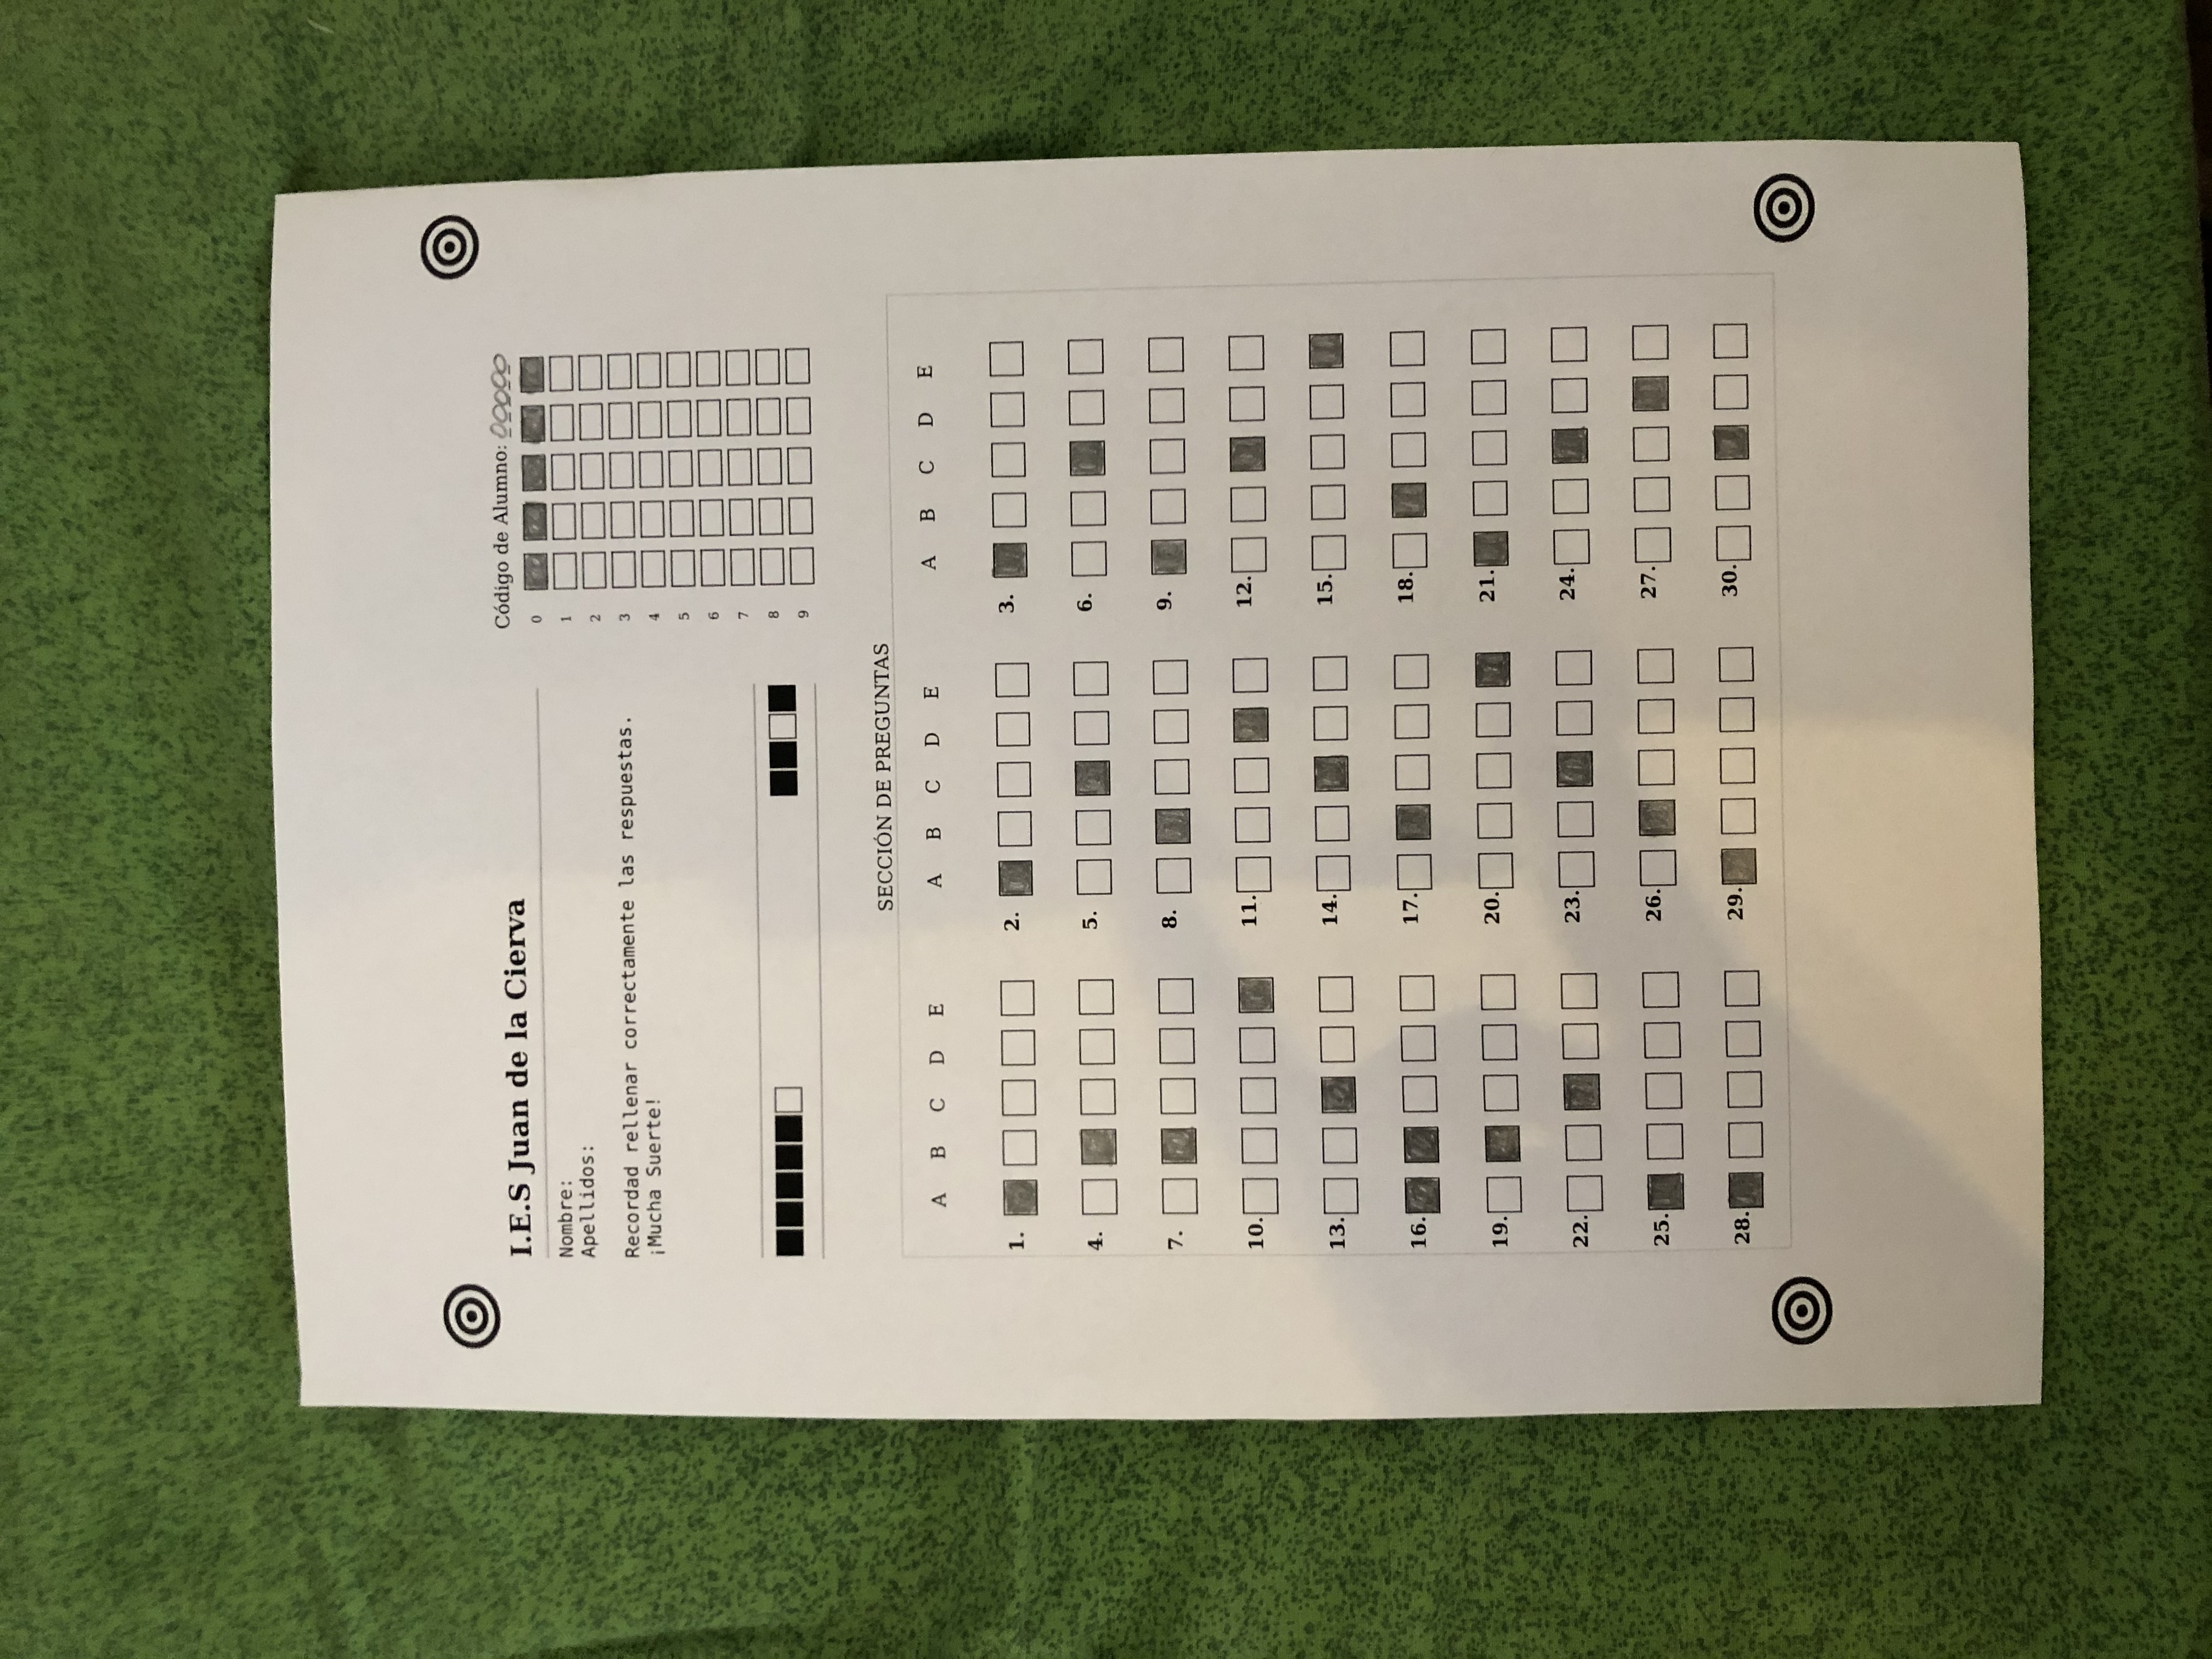 I.E.S Juan de la Cierva
Nombre:
Apellidos:
Recordad rellenar correctamente las respuestas.
¡Mucha Suerte!
Código de Alumno: 00000
0
1
2
3
4
5
6
7
8
9
SECCIÓN DE PREGUNTAS
A B C D E A B C D E A B C D E
1. 2. 3.
4. 5. 6.
7. 8. 9.
10. 11. 12.
13. 14. 15.
16. 17. 18.
19. 20. 21.
22. 23. 24.
25. 26. 27.
28. 29. 30.